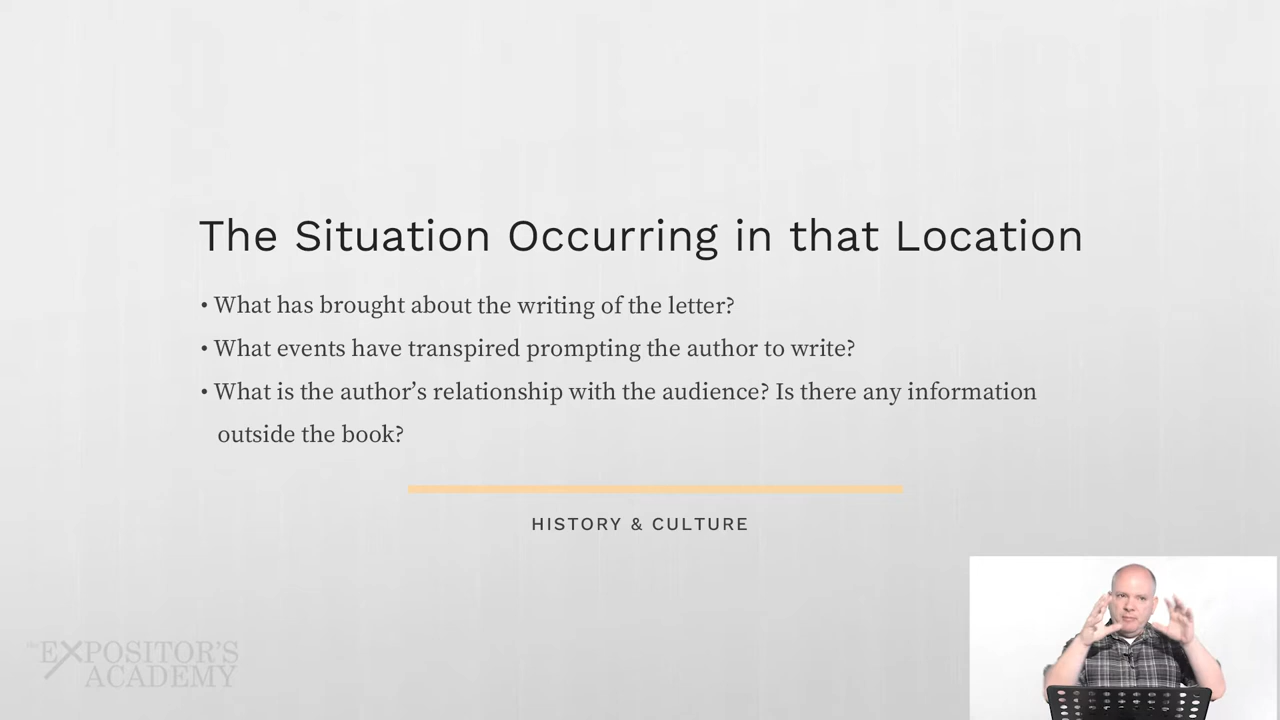 The Situation Occurring in that Location
• What has brought about the writing of the letter?
• What events have transpired prompting the author to write?
• What is the author’s relationship with the audience? Is there any information
outside the book?
HISTORY & CULTURE
the EXPOSITOR'S
ACADEMY